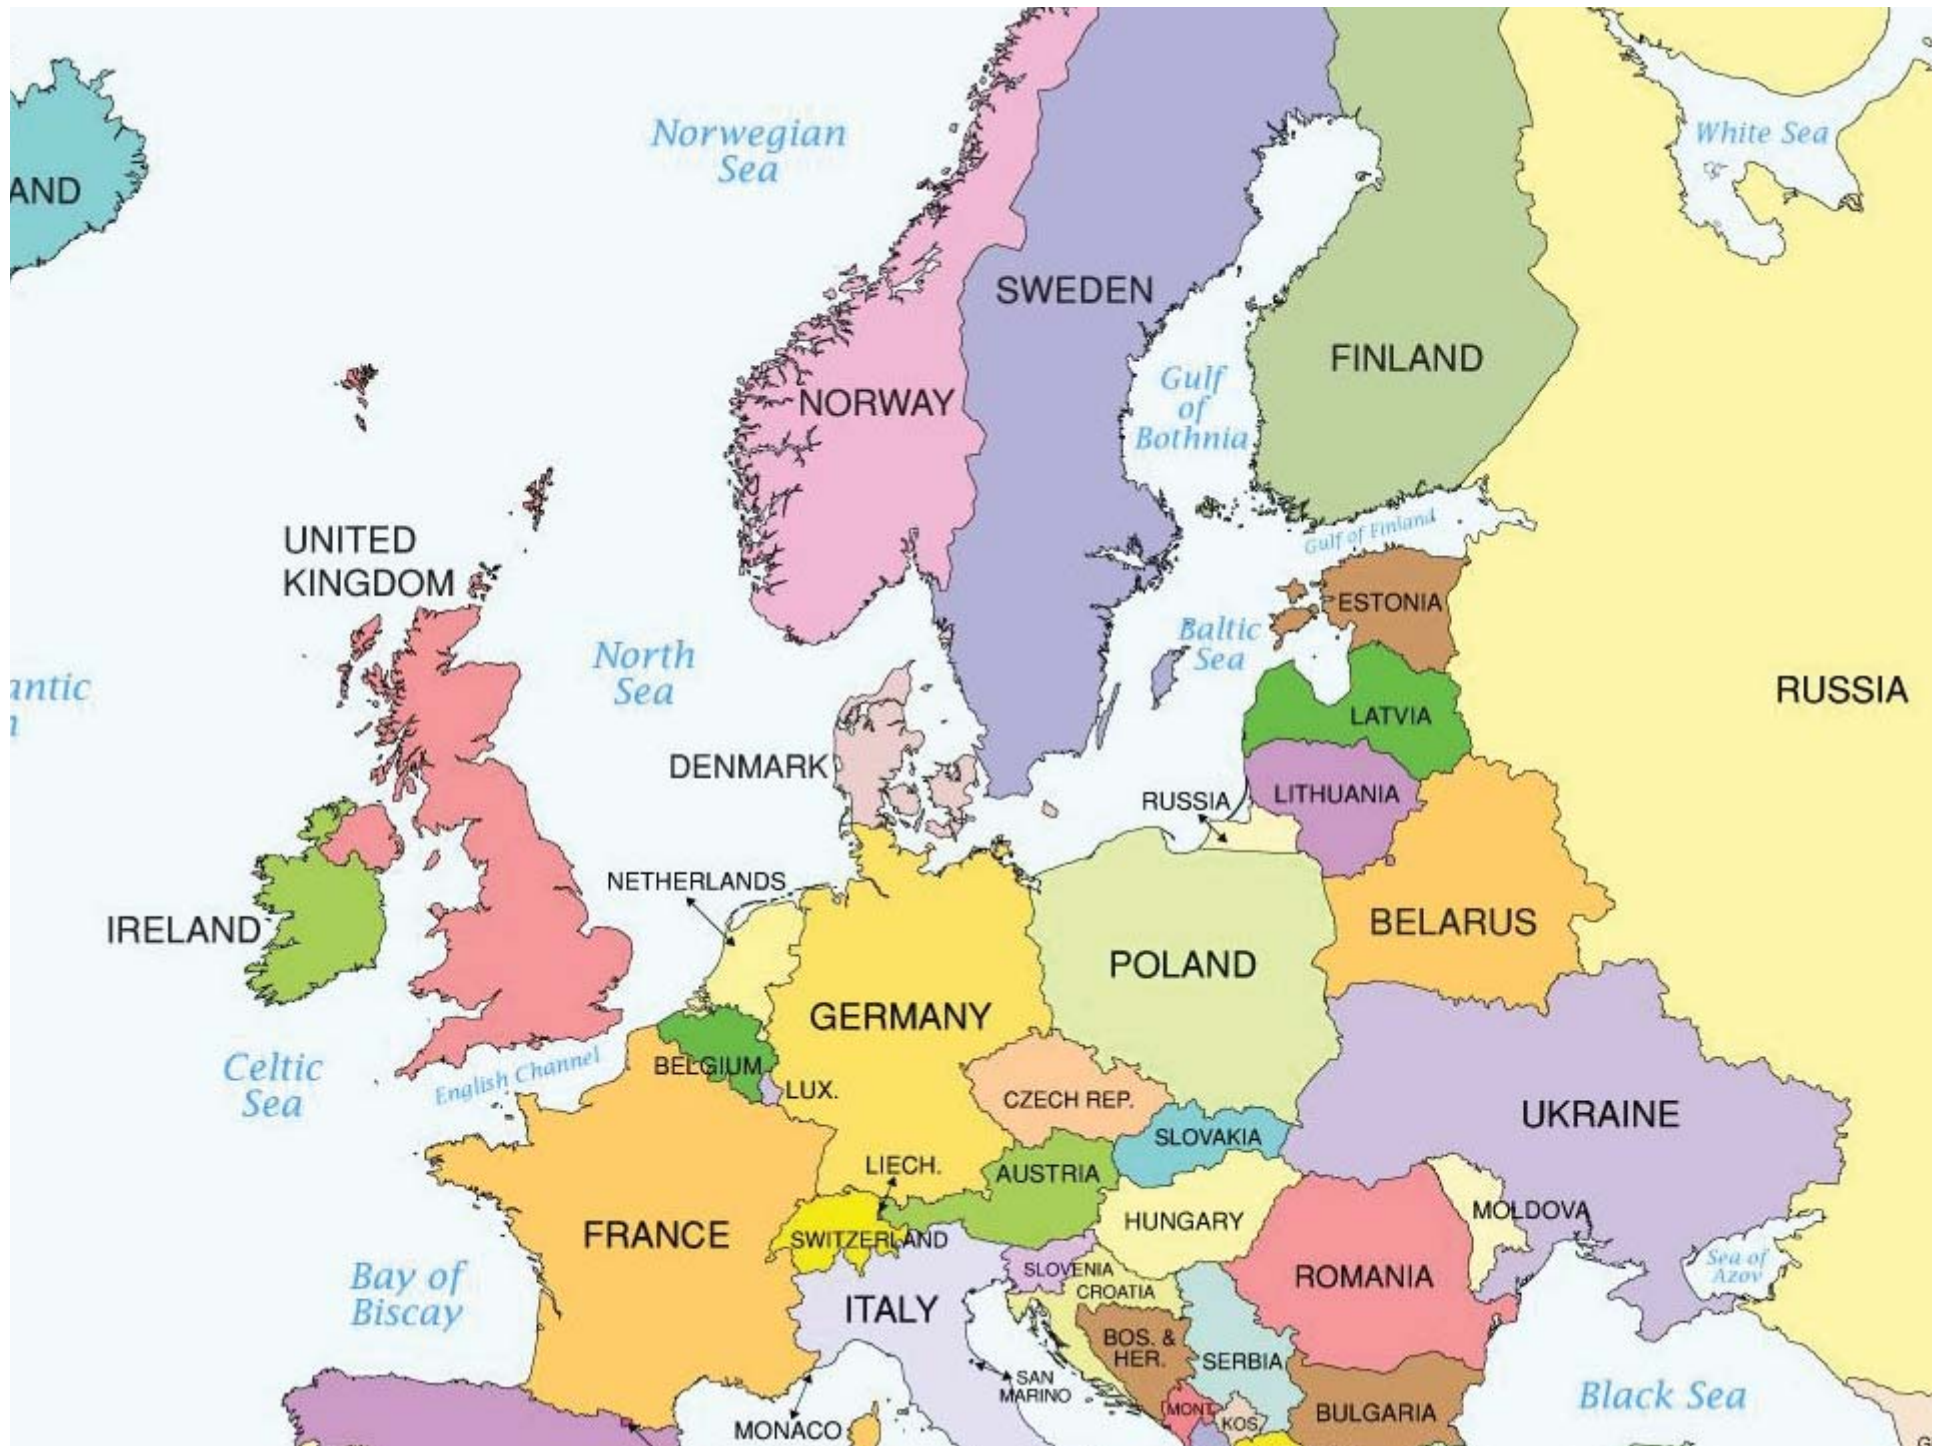 AND
Norwegian
Sea
White Sea
SWEDEN
FINLAND
NORWAY
Gulf
of
Bothnia
UNITED
KINGDOM
Gulf of Finland
ESTONIA
Baltic
Sea
North
Sea
antic
n
RUSSIA
LATVIA
DENMARK
LITHUANIA
RUSSIA
NETHERLANDS
IRELAND
BELARUS
POLAND
GERMANY
Celtic
Sea
English Channel
BELGIUM
LUX.
CZECH REP.
UKRAINE
SLOVAKIA
LIECH.
AUSTRIA
MOLDOVA
HUNGARY
FRANCE
SWITZERLAND
Sea of
Azov
SLOVENIA
ROMANIA
Bay of
Biscay
CROATIA
ITALY
BOS. &
HER.
SERBIA
SAN
MARINO
Black Sea
MONT.
KOS.
BULGARIA
MONACO
G